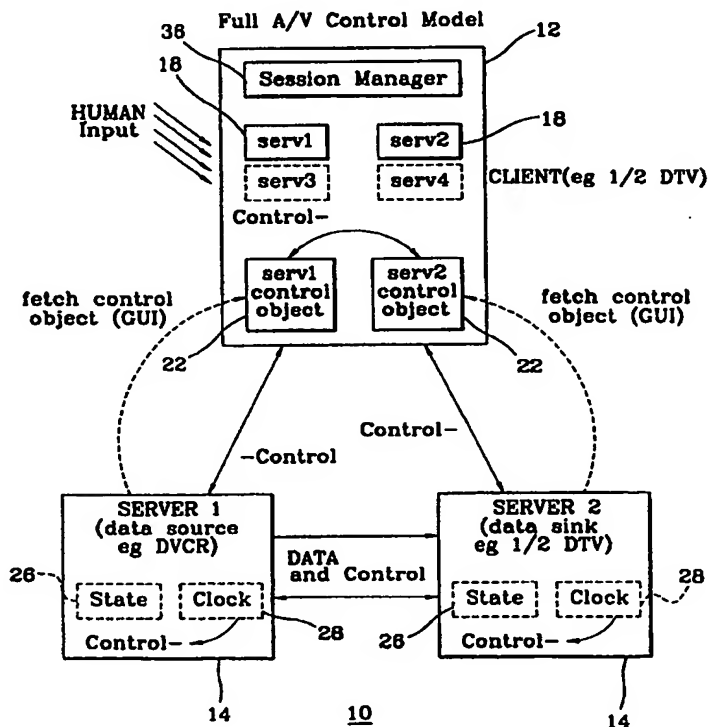 Full A/V Control Model
36
12
Session Manager
18
HUMAN
Input
serv1
serv2
18
serv3
serv4
CLIENT(eg 1/2 DTV)
Control-
serv1
control
object
serv2
control
object
fetch control
object (GUI)
fetch control
object (GUI)
22
22
-Control
Control-
SERVER 1
(data source
eg DVCR)
SERVER 2
(data sink
eg 1/2 DTV)
DATA
and Control
26
State
Clock
28
Control-
State
Clock
28
26
Control-
14
10
14